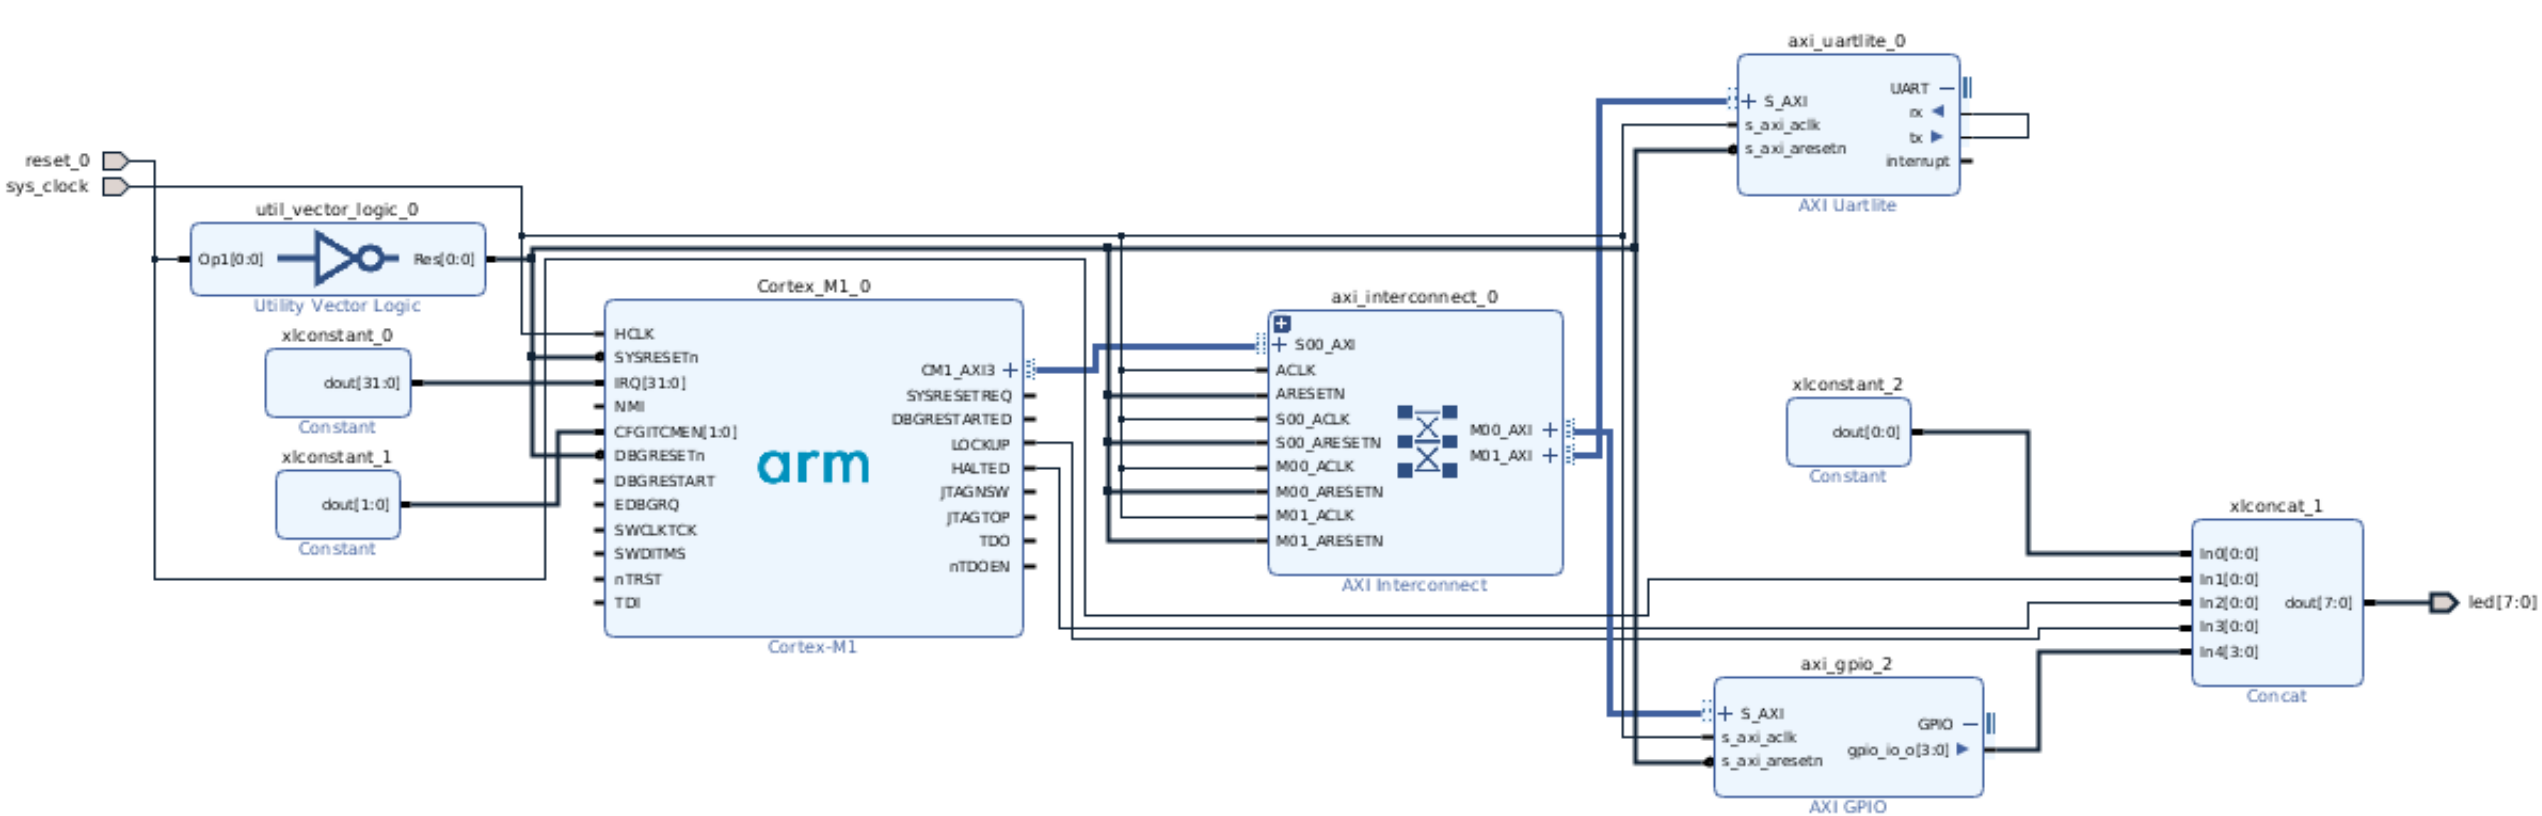 reset_0
sys_clock
util_vector_logic_0
Op1[0:0]
Res[0:0]
Utility Vector Logic
xlconstant_0
dout[31:0]
Constant
xlconstant_1
dout[1:0]
Constant
Cortex_M1_0
HCLK
SYSRESETn
IRQ[31:0]
NMI
CFGITCMEN[1:0]
DBGRESETn
DBGRESTART
EDBGRQ
SWCLKTCK
SWDITMS
nTRST
TDI
arm
CM1_AXI3
SYSRESETREQ
DBGRESTARTED
LOCKUP
HALTED
JTAGNSW
JTAGTOP
TDO
nTDOEN
Cortex-M1
axi_interconnect_0
S00_AXI
ACLK
ARESETN
S00_ACLK
S00_ARESETN
M00_ACLK
M00_ARESETN
M01_ACLK
M01_ARESETN
M00_AXI
M01_AXI
AXI Interconnect
axi_uartlite_0
S_AXI
s_axi_aclk
s_axi_aresetn
UART
rx
tx
interrupt
AXI Uartlite
xlconstant_2
dout[0:0]
Constant
axi_gpio_2
S_AXI
s_axi_aclk
s_axi_aresetn
GPIO
gpio_io_o[3:0]
AXI GPIO
xlconcat_1
In0[0:0]
In1[0:0]
In2[0:0]
In3[0:0]
In4[3:0]
dout[7:0]
Concat
led[7:0]